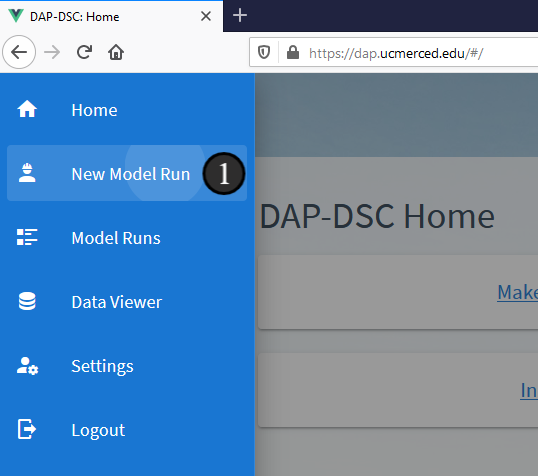 DAP-DSC: Home
https://dap.ucmerced.edu/#/
Home
New Model Run
1
Model Runs
Data Viewer
Settings
Logout
DAP-DSC Home
Make
In